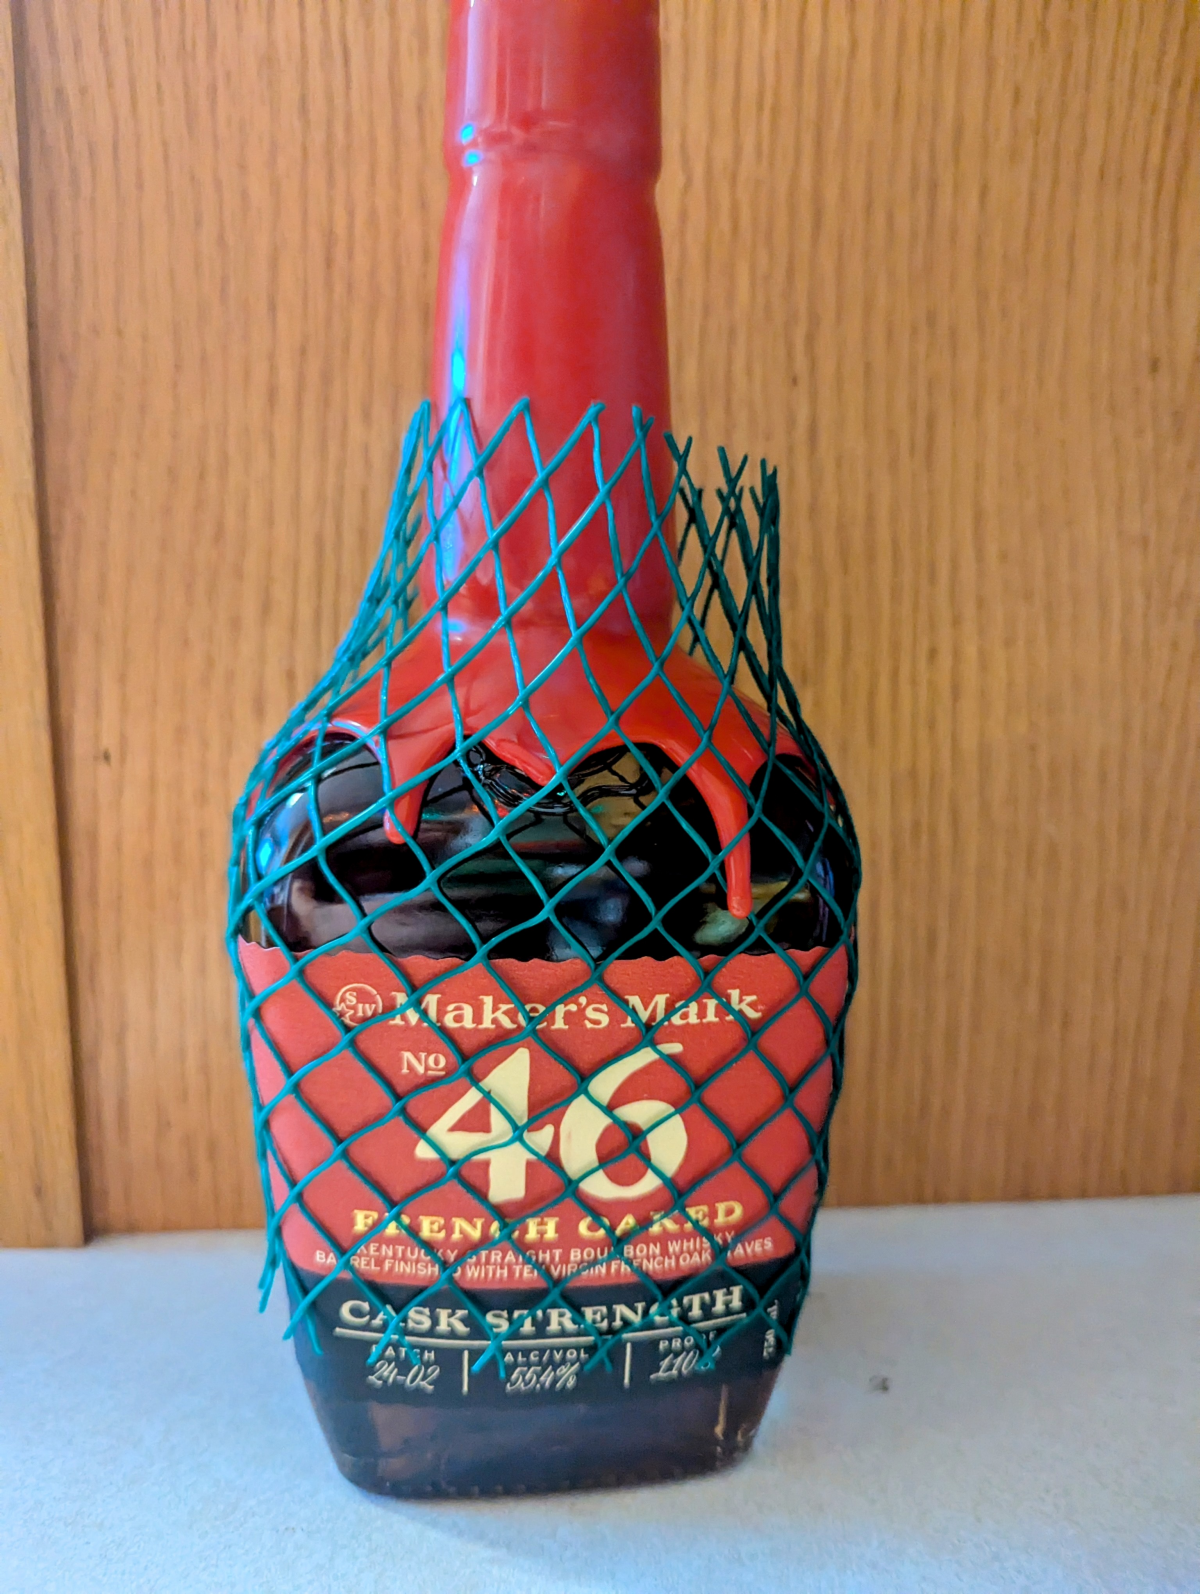 S IV Maker's Mark
No 46
FRENCH OAKED
KENTUCKY STRAIGHT BOURBON WHISKY
BARREL FINISHED WITH TEN VIRGIN FRENCH OAK STAVES
CASK STRENGTH
BATCH ALC/VOL PROOF
24-02 55.4%